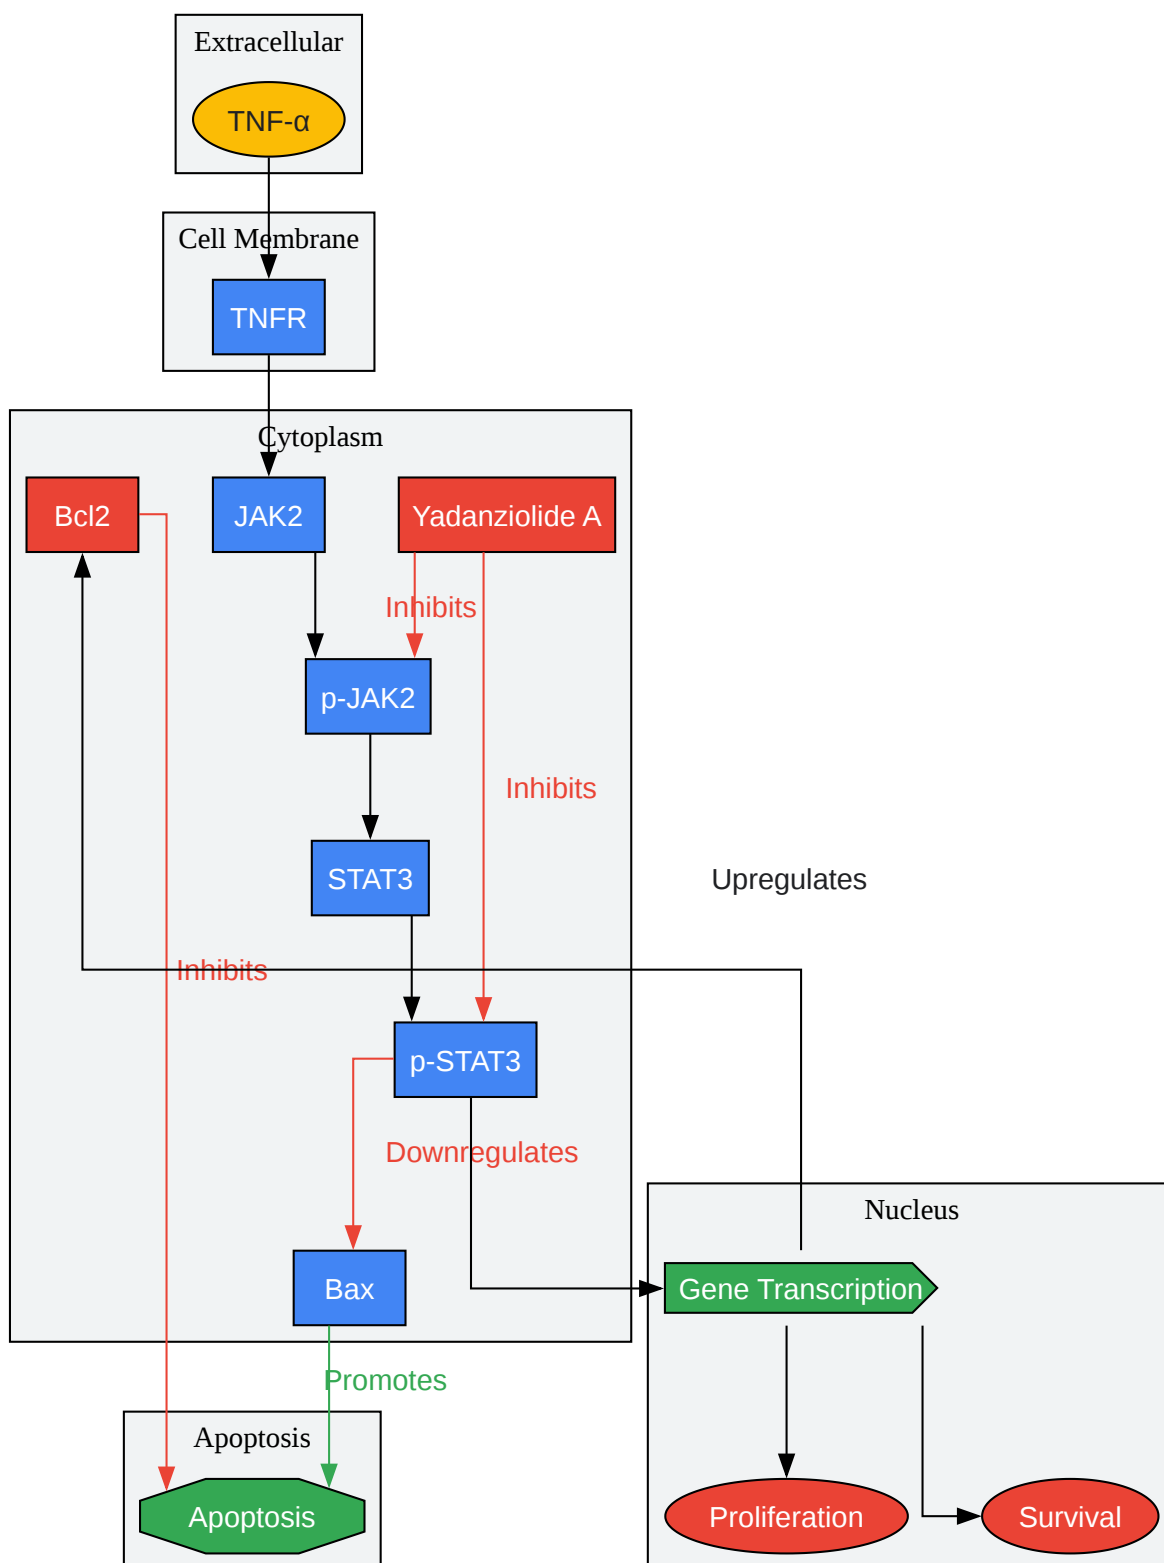 Extracellular
TNF-α
Cell Membrane
TNFR
Cytoplasm
Bcl2
JAK2
Yadanziolide A
Inhibits
p-JAK2
Inhibits
STAT3
Upregulates
Inhibits
p-STAT3
Downregulates
Nucleus
Bax
Gene Transcription
Promotes
Apoptosis
Apoptosis
Proliferation
Survival